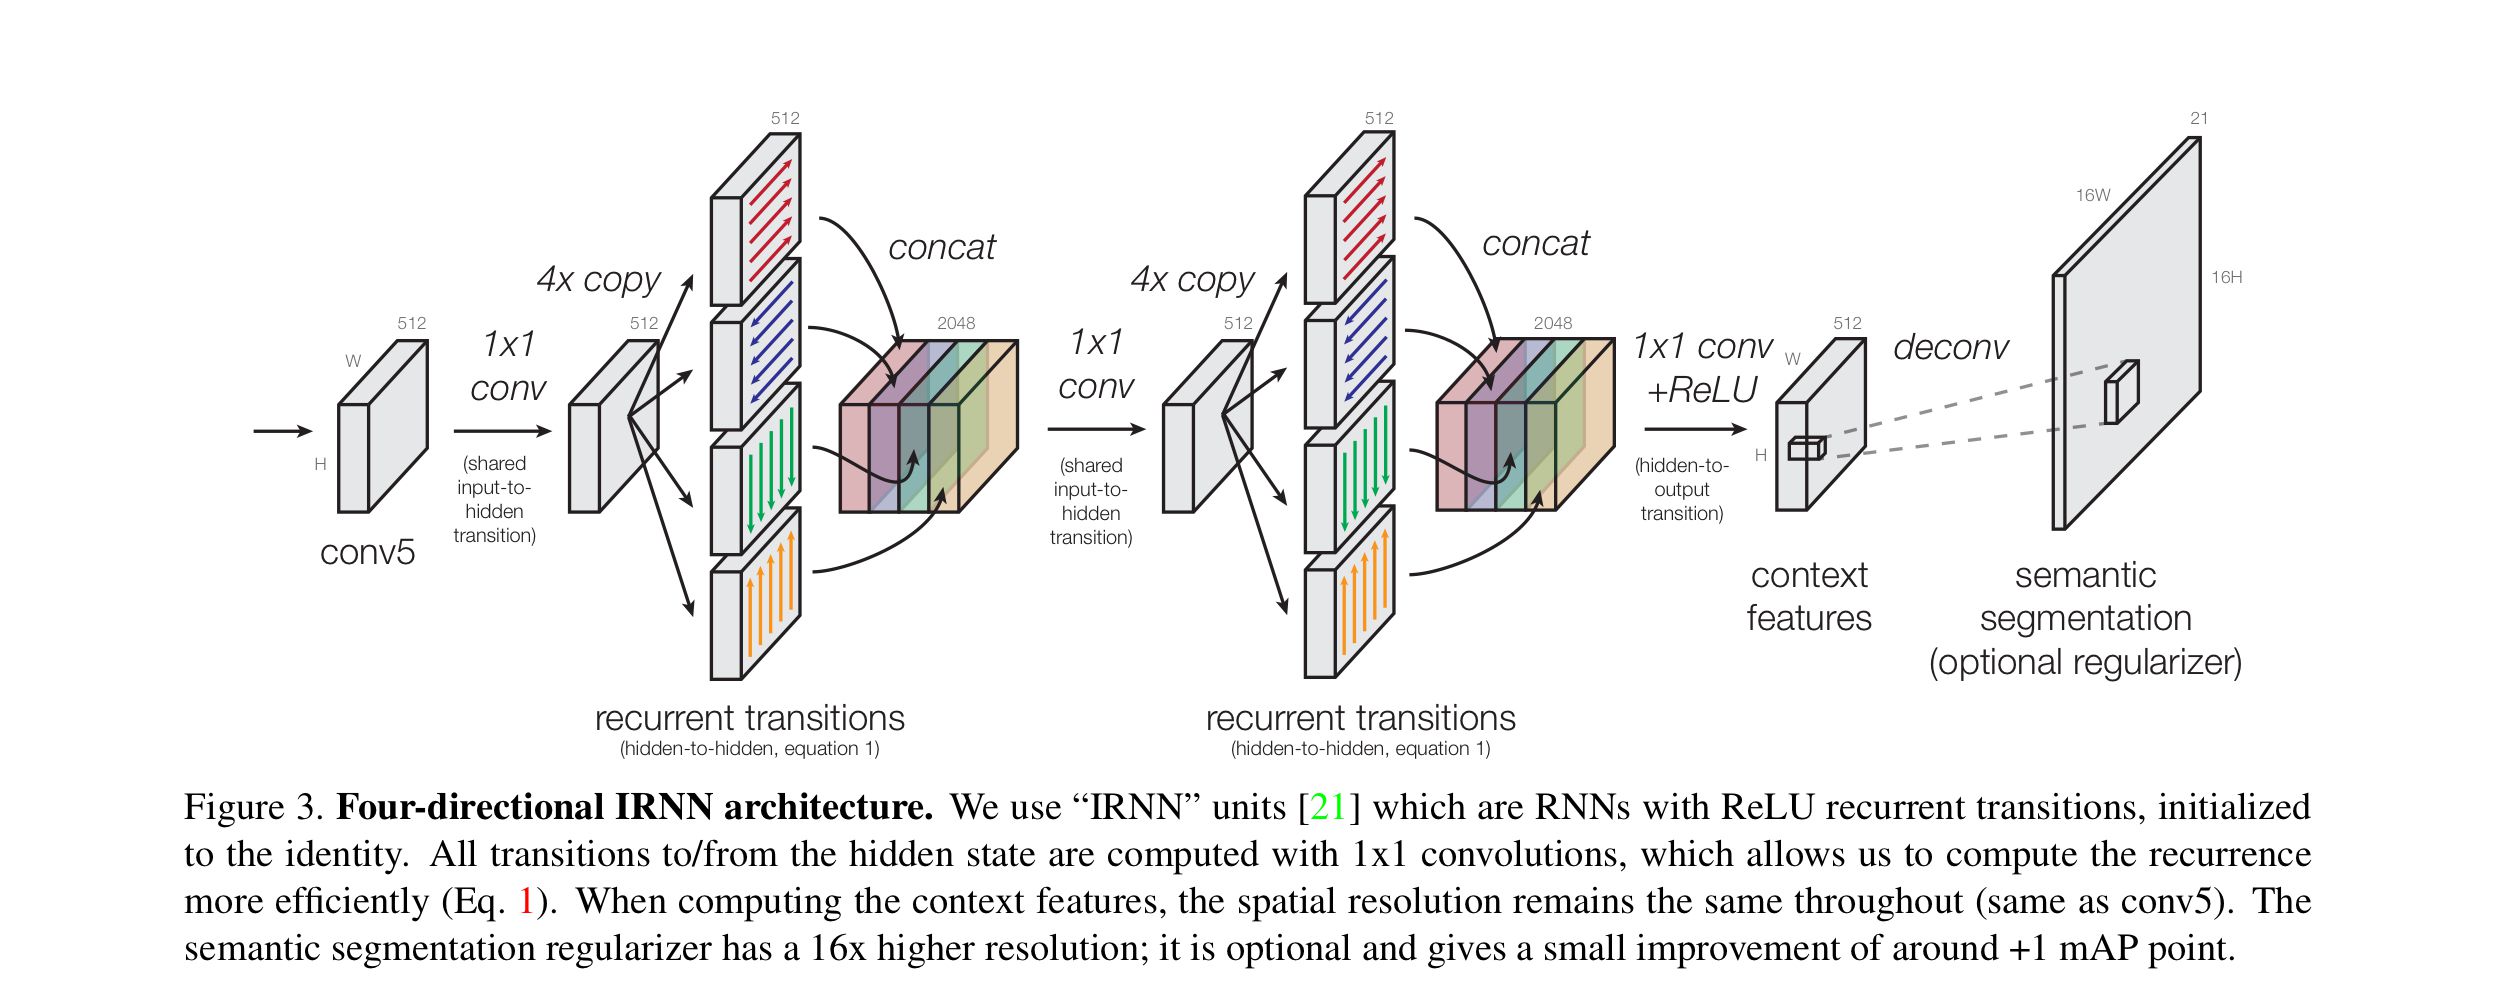 512
512
21
16W
16H
concat
concat
4x copy
4x copy
512
512
2048
512
2048
512
W
H
1x1
conv
(shared
input-to-
hidden
transition)
conv5
1x1
conv
(shared
input-to-
hidden
transition)
1x1 conv
+ReLU
(hidden-to-
output
transition)
W
H
deconv
context
features
semantic
segmentation
(optional regularizer)
recurrent transitions
(hidden-to-hidden, equation 1)
recurrent transitions
(hidden-to-hidden, equation 1)
Figure 3. Four-directional IRNN architecture. We use “IRNN” units [21] which are RNNs with ReLU recurrent transitions, initialized
to the identity. All transitions to/from the hidden state are computed with 1x1 convolutions, which allows us to compute the recurrence
more efficiently (Eq. 1). When computing the context features, the spatial resolution remains the same throughout (same as conv5). The
semantic segmentation regularizer has a 16x higher resolution; it is optional and gives a small improvement of around +1 mAP point.